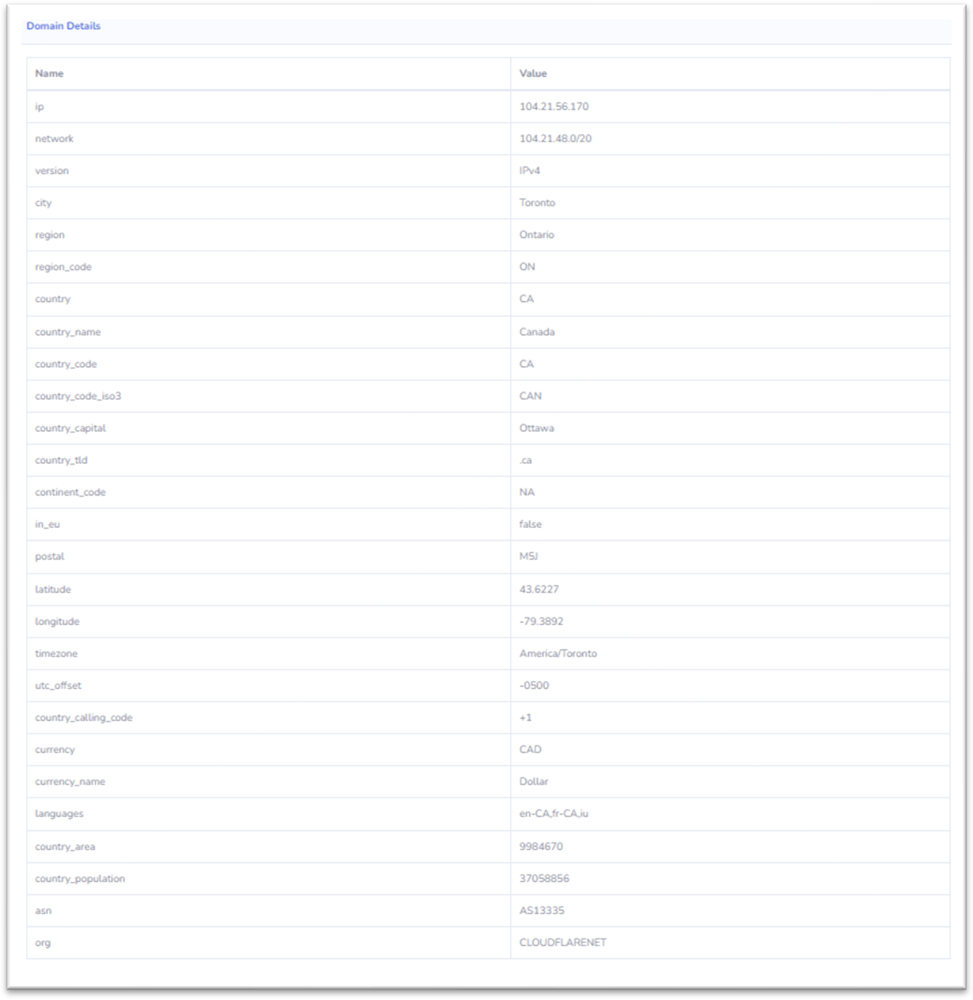 Domain Details
Name Value
ip 104.21.56.170
network 104.21.48.0/20
version IPv4
city Toronto
region Ontario
region_code ON
country CA
country_name Canada
country_code CA
country_code_iso3 CAN
country_capital Ottawa
country_tld .ca
continent_code NA
in_eu false
postal M5J
latitude 43.6227
longitude -79.3892
timezone America/Toronto
utc_offset -0500
country_calling_code +1
currency CAD
currency_name Dollar
languages en-CA,fr-CA,iu
country_area 9984670
country_population 37058856
asn AS13335
org CLOUDFLARENET